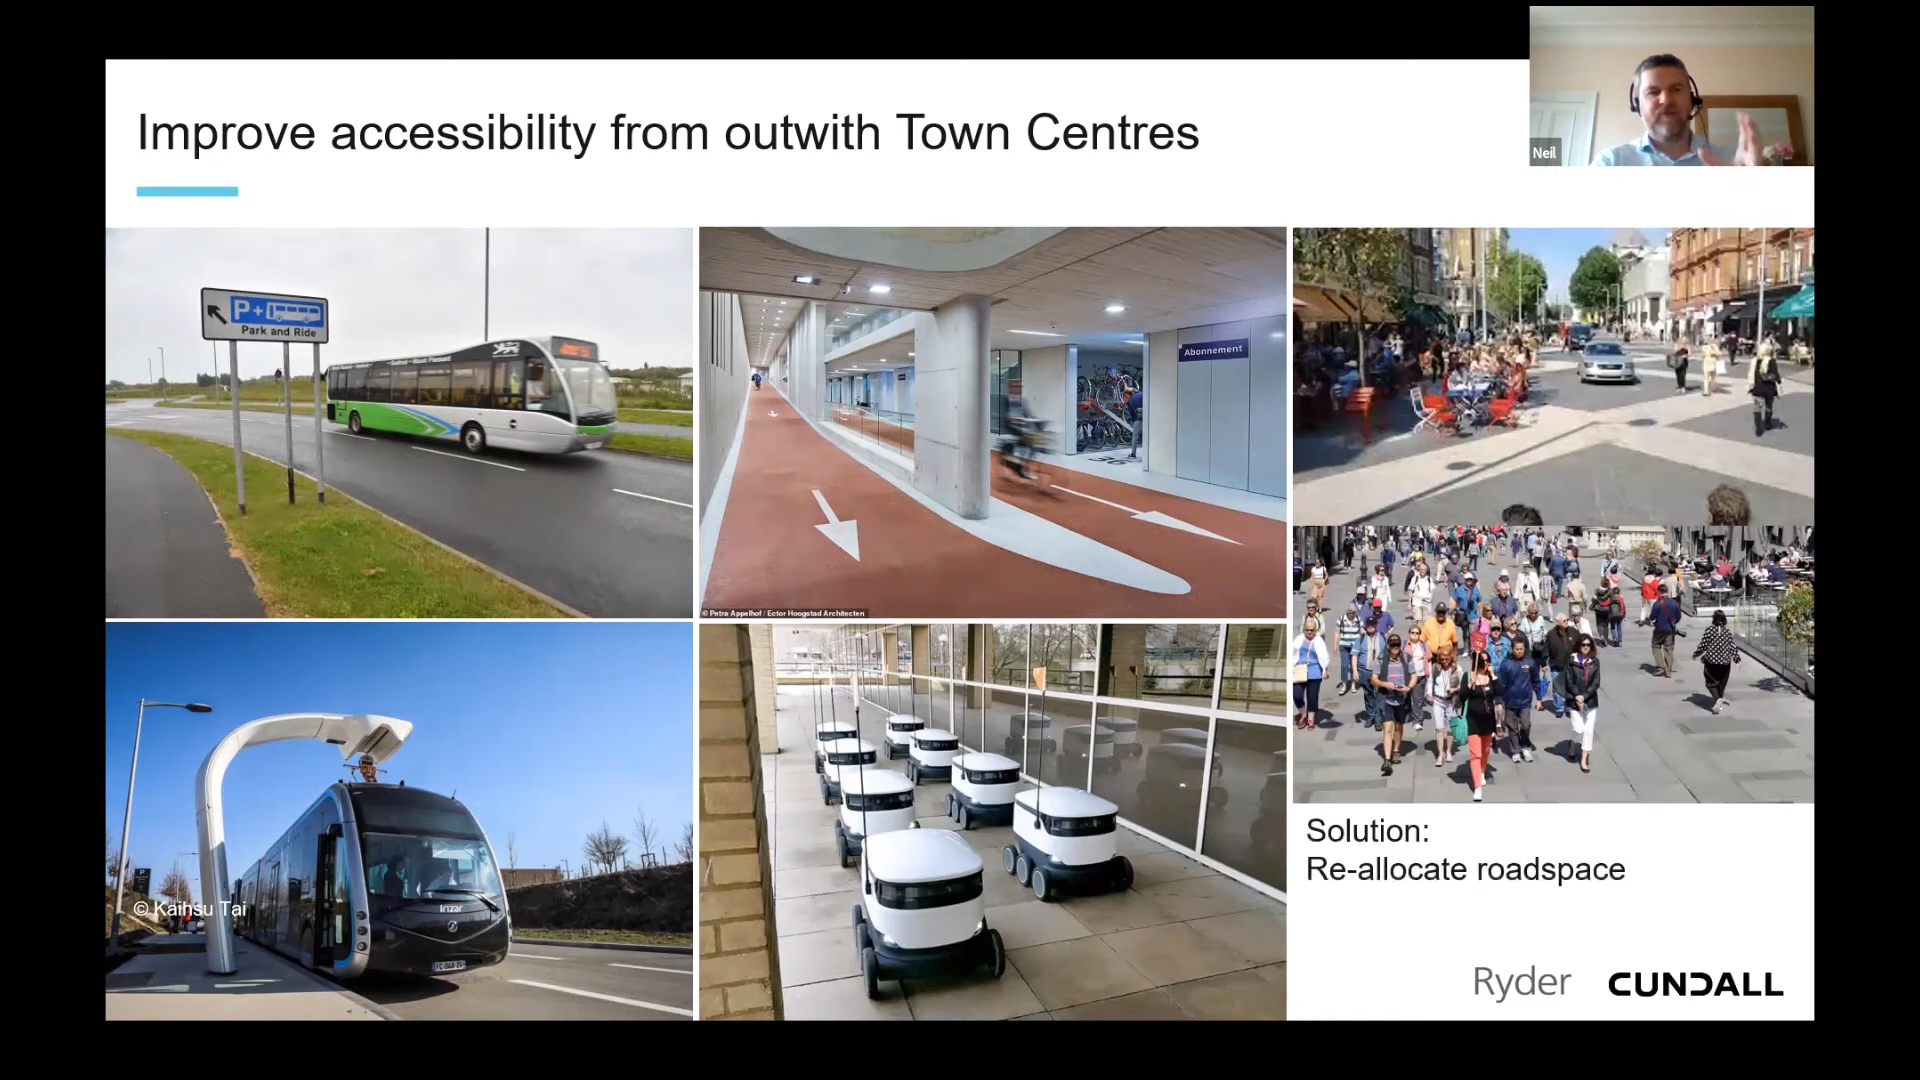 Improve accessibility from outwith Town Centres
Neil
P+
Park and Ride
Abonnement
© Petra Appelhof / Ector Hoogstad Architecten
© Kaihsu Tai
Irizar
Solution:
Re-allocate roadspace
Ryder
CUNDALL